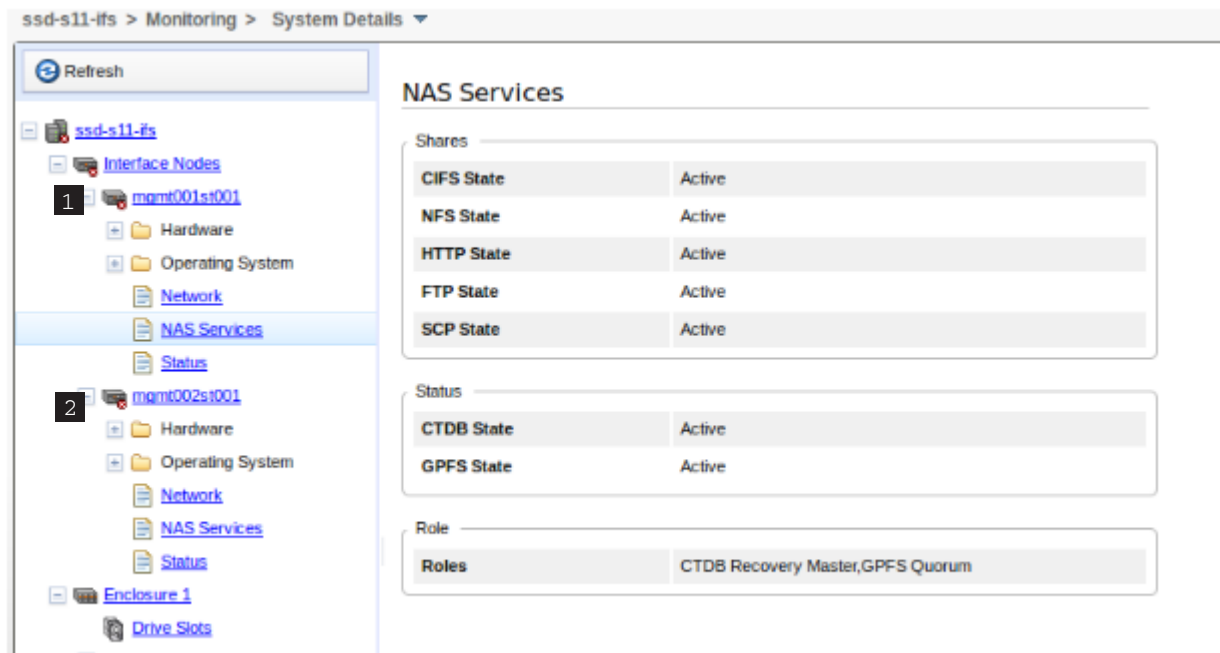 ssd-s11-ifs > Monitoring > System Details
Refresh
ssd-s11-ifs
Interface Nodes
1
mgmt001st001
Hardware
Operating System
Network
NAS Services
Status
2
mgmt002st001
Hardware
Operating System
Network
NAS Services
Status
Enclosure 1
Drive Slots
NAS Services
Shares
CIFS State Active
NFS State Active
HTTP State Active
FTP State Active
SCP State Active
Status
CTDB State Active
GPFS State Active
Role
Roles CTDB Recovery Master,GPFS Quorum